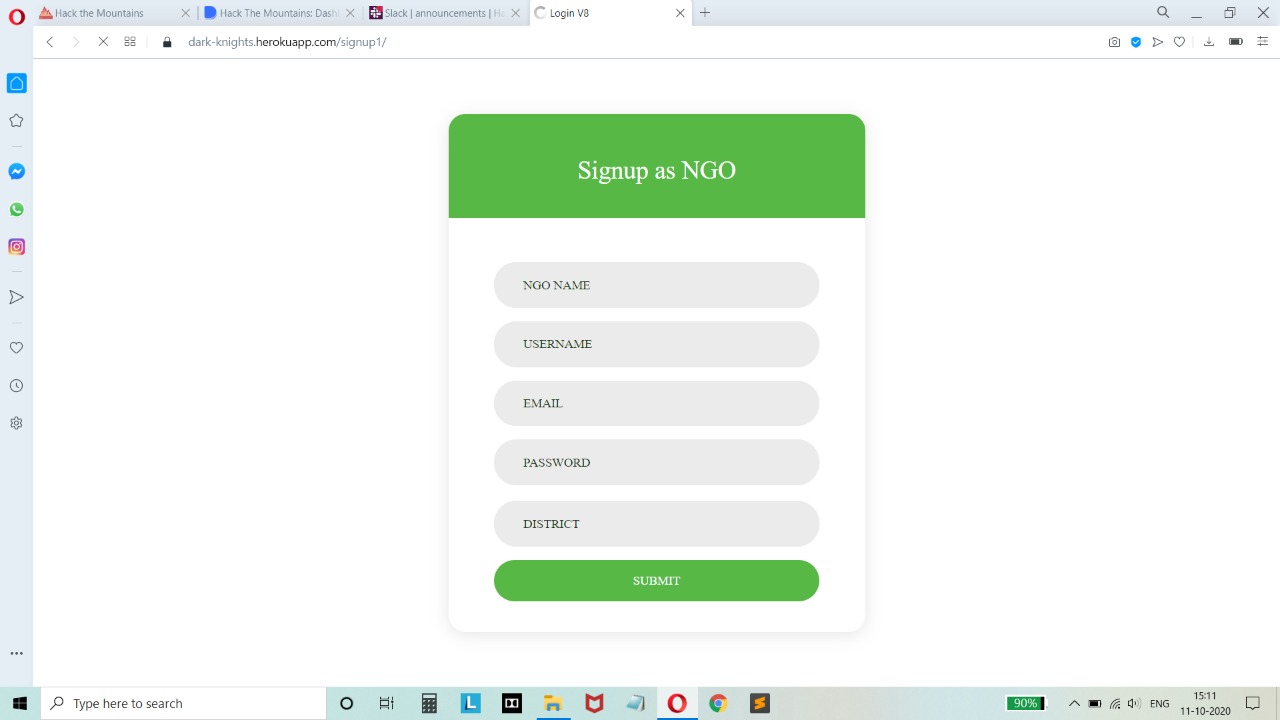 Hack The Mountains
Hack The Mountains: Dash
Slack | announcements | Ha
Login V8
dark-knights.herokuapp.com/signup1/
Signup as NGO
NGO NAME
USERNAME
EMAIL
PASSWORD
DISTRICT
SUBMIT
Type here to search
90%
ENG
15:11
11-10-2020